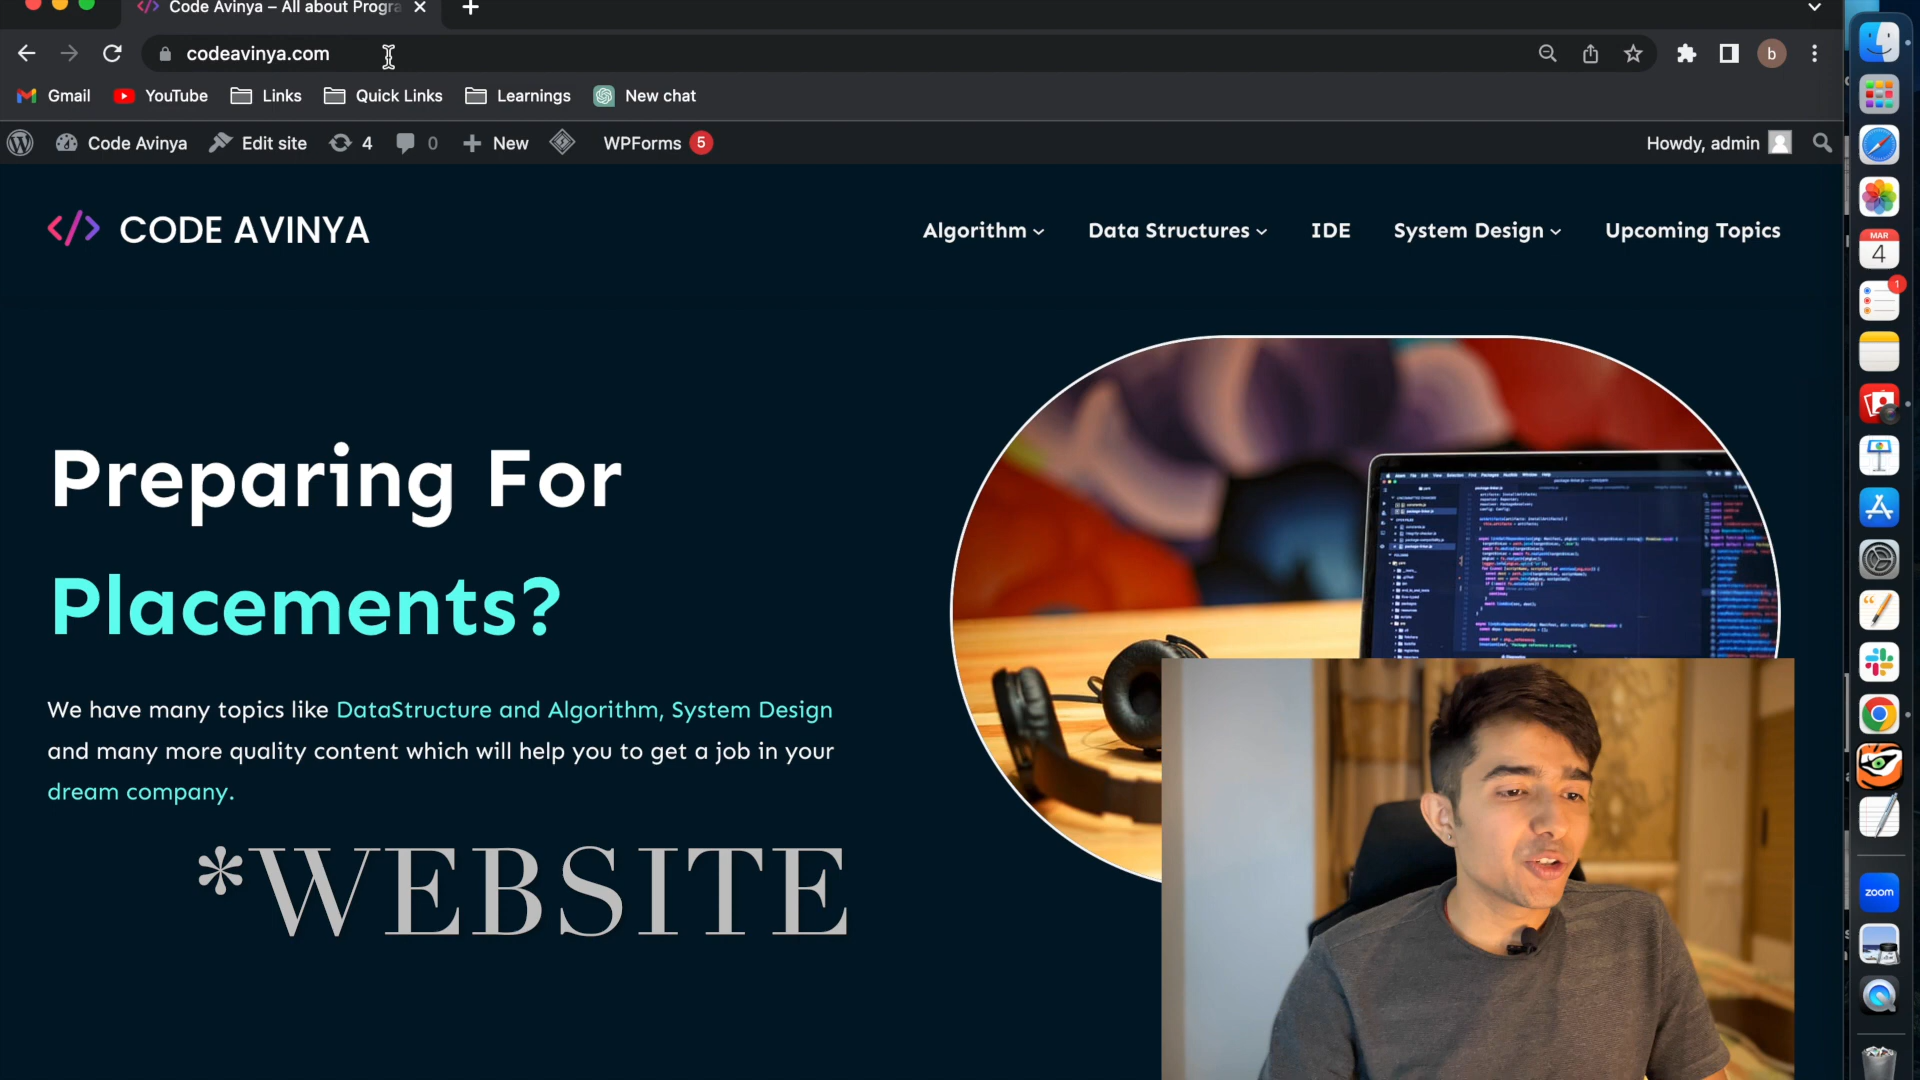 Code Avinya – All about Progra
codeavinya.com
b
Gmail
YouTube
Links
Quick Links
Learnings
New chat
Code Avinya
Edit site
4
0
New
WPForms
5
Howdy, admin
</> CODE AVINYA
Algorithm
Data Structures
IDE
System Design
Upcoming Topics
Preparing For
Placements?
We have many topics like DataStructure and Algorithm, System Design
and many more quality content which will help you to get a job in your
dream company.
*WEBSITE
MAR
4
1
zoom